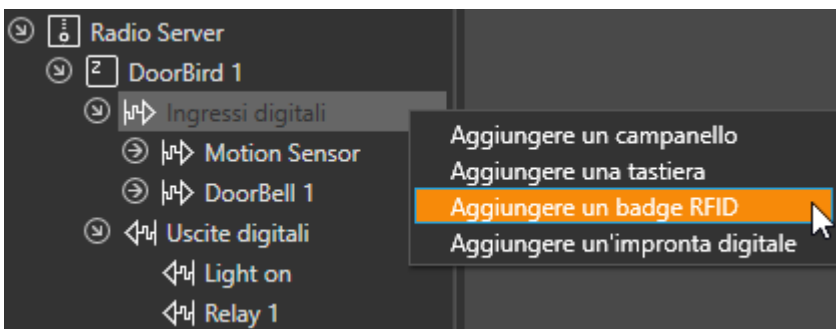 Radio Server
DoorBird 1
Ingressi digitali
Motion Sensor
DoorBell 1
Uscite digitali
Light on
Relay 1
Aggiungere un campanello
Aggiungere una tastiera
Aggiungere un badge RFID
Aggiungere un'impronta digitale